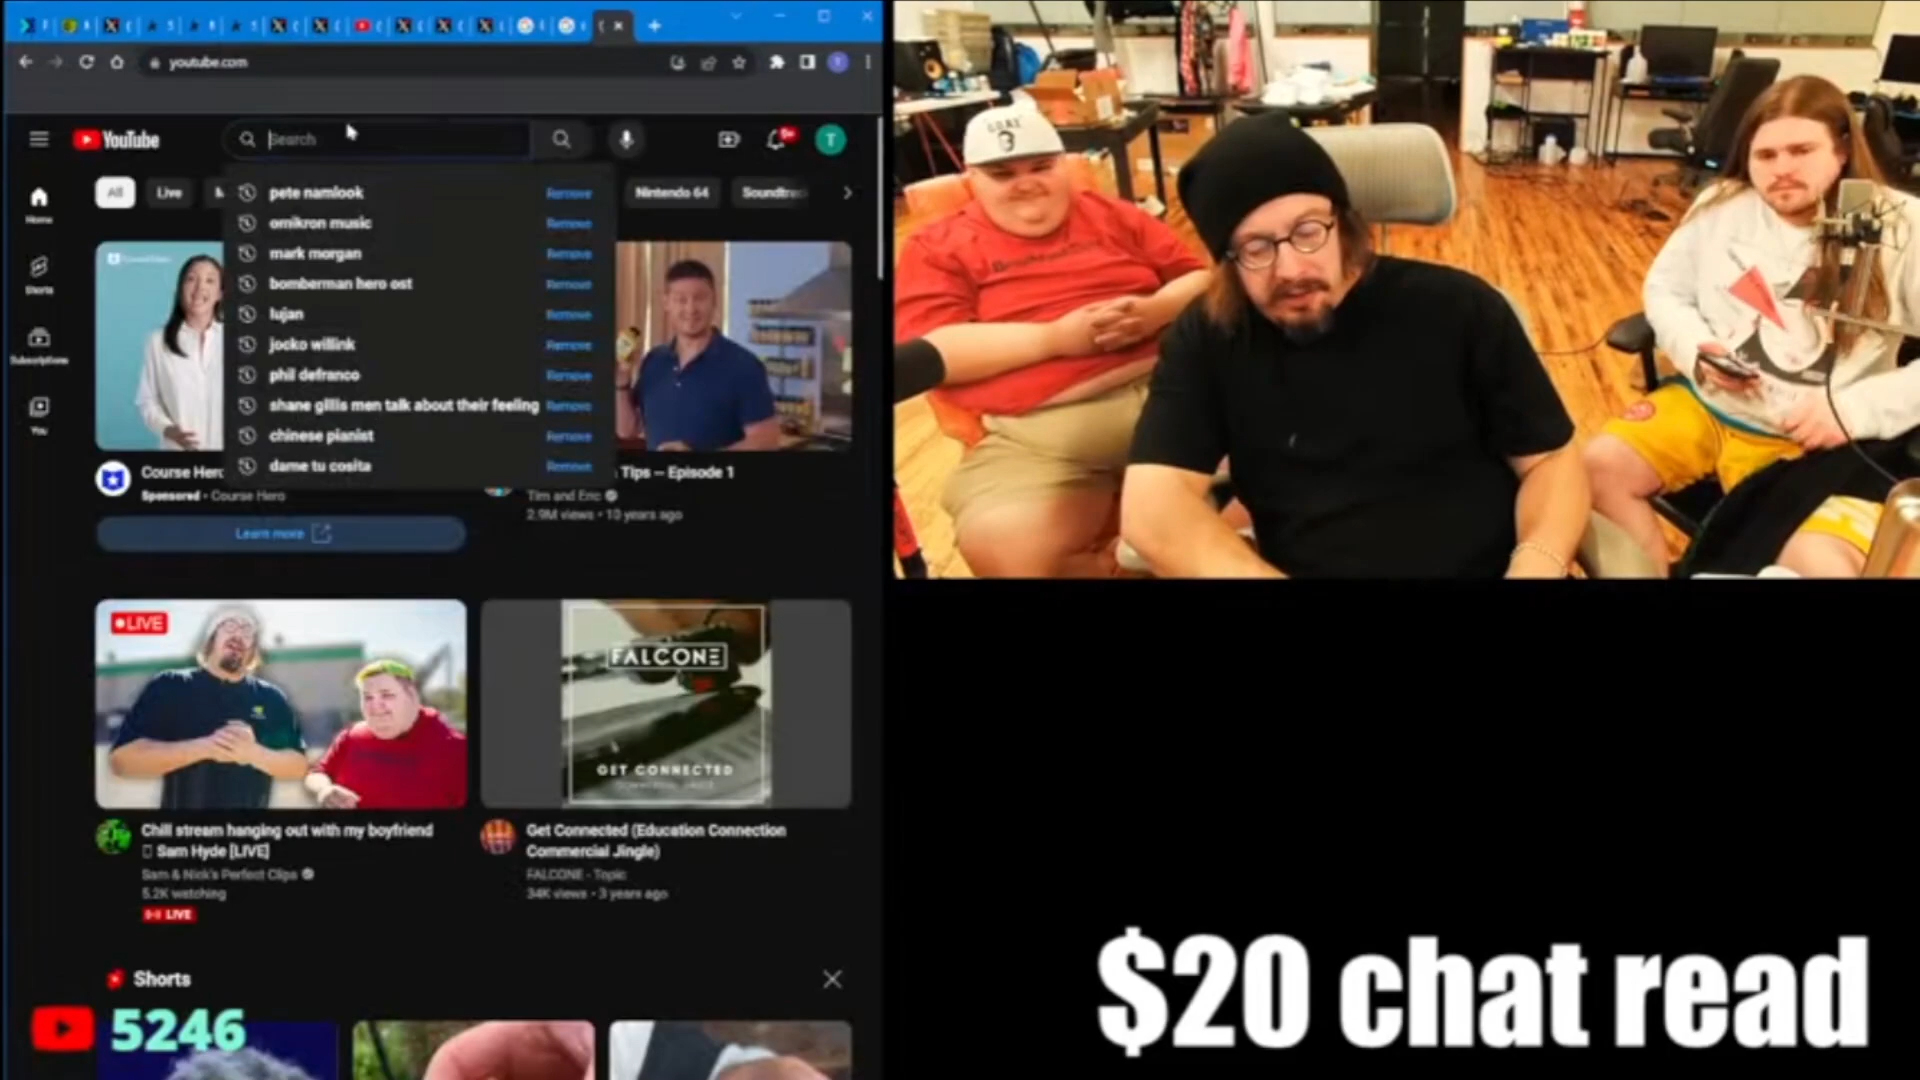 youtube.com
YouTube
Search
T
All
Live
Nintendo 64
Soundtrac
pete namlook
Remove
omikron music
Remove
mark morgan
Remove
bomberman hero ost
Remove
lujan
Remove
jocko willink
Remove
phil defranco
Remove
shane gillis men talk about their feeling
Remove
chinese pianist
Remove
dame tu cosita
Remove
Home
Shorts
Subscriptions
You
Course Hero
Sponsored • Course Hero
Learn more
Tips – Episode 1
Tim and Eric
2.9M views • 10 years ago
LIVE
FALCONE
GET CONNECTED
Chill stream hanging out with my boyfriend
Sam Hyde [LIVE]
Sam & Nick's Perfect Clips
5.2K watching
LIVE
Get Connected (Education Connection
Commercial Jingle)
FALCONE - Topic
34K views • 3 years ago
Shorts
5246
$20 chat read